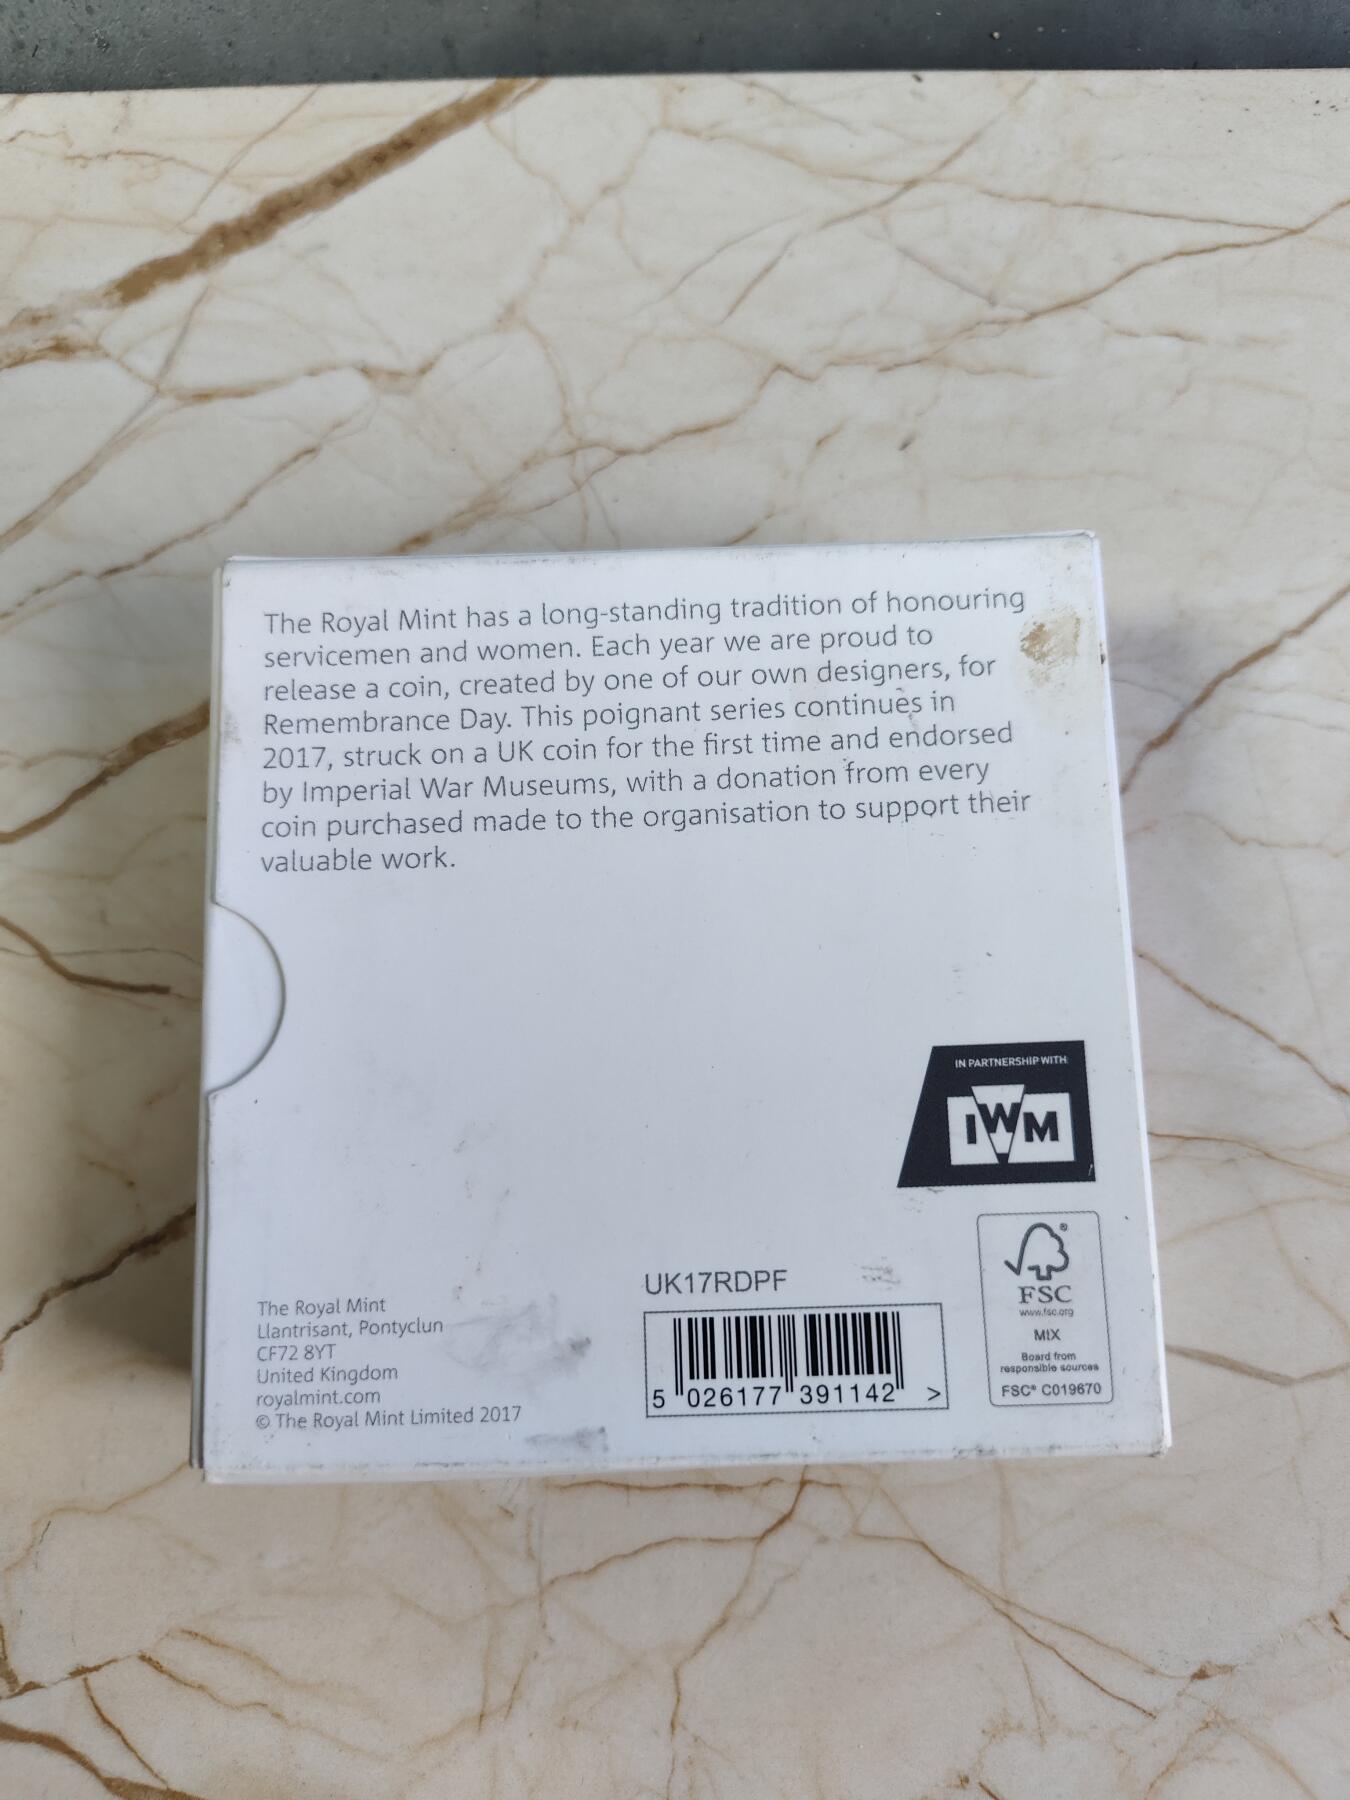 The Royal Mint has a long-standing tradition of honouring
servicemen and women. Each year we are proud to
release a coin, created by one of our own designers, for
Remembrance Day. This poignant series continues in
2017, struck on a UK coin for the first time and endorsed
by Imperial War Museums, with a donation from every
coin purchased made to the organisation to support their
valuable work.
IN PARTNERSHIP WITH:
IWM
The Royal Mint
Llantrisant, Pontyclun
CF72 8YT
United Kingdom
royalmint.com
© The Royal Mint Limited 2017
UK17RDPF
5 026177 391142 >
®
FSC
www.fsc.org
MIX
Board from
responsible sources
FSC® C019670